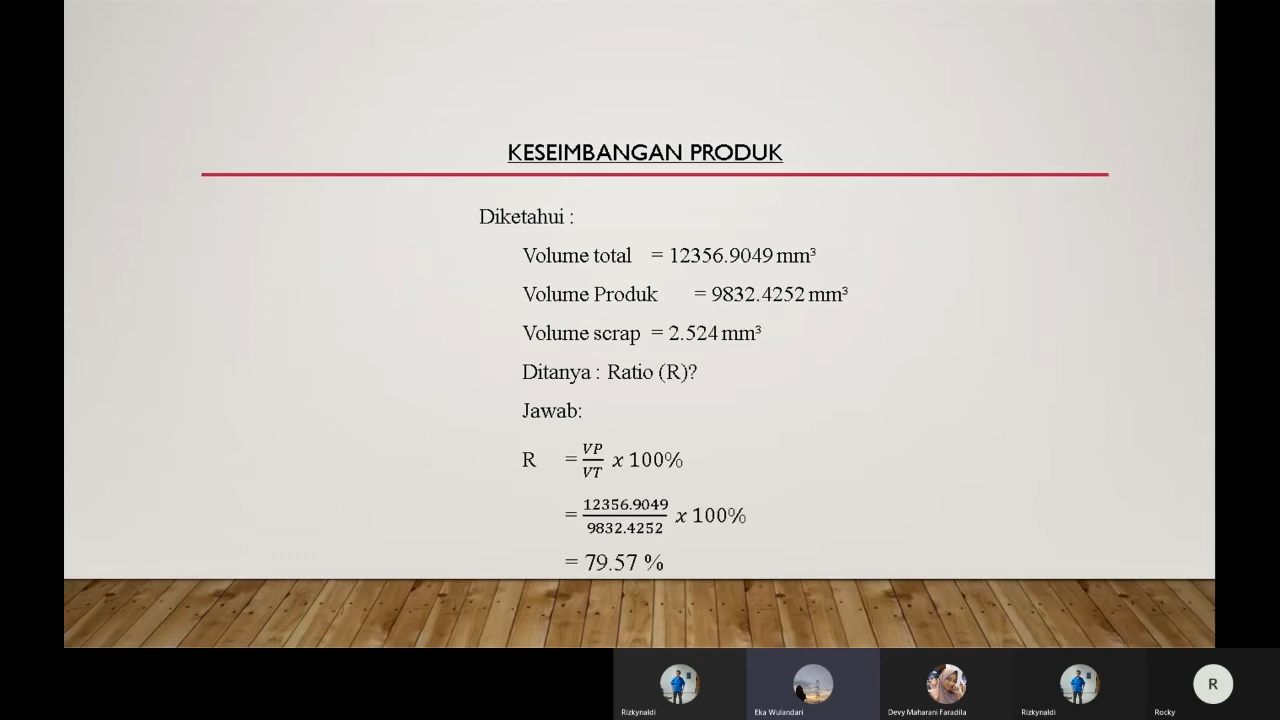 KESEIMBANGAN PRODUK
Diketahui :
Volume total = 12356.9049 mm³
Volume Produk = 9832.4252 mm³
Volume scrap = 2.524 mm³
Ditanya : Ratio (R)?
Jawab:
R = VP/VT x 100%
= 12356.9049/9832.4252 x 100%
= 79.57 %
Rizkynaldi
Eka Wulandari
Devy Maharani Faradila
Rizkynaldi
R
Rocky